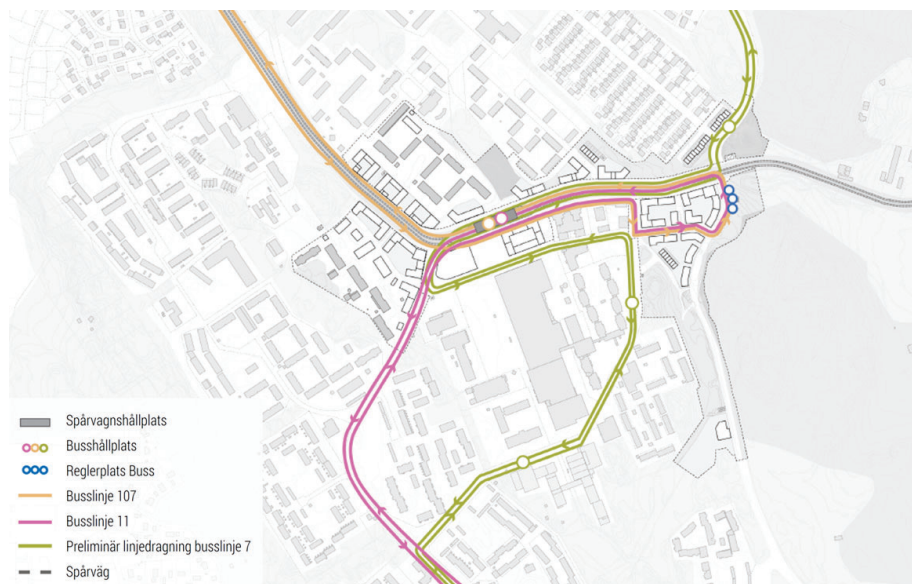 Spårvagnshållplats
Busshållplats
Reglerplats Buss
Busslinje 107
Busslinje 11
Preliminär linjedragning busslinje 7
Spårväg